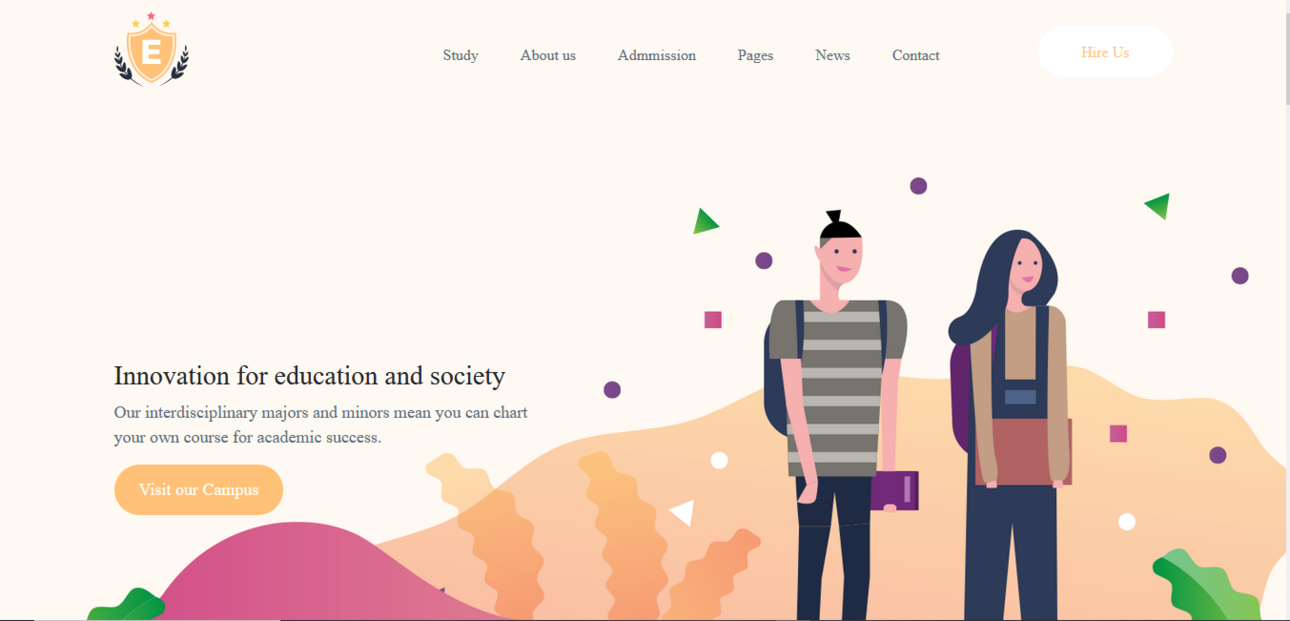 E
Study About us Admmission Pages News Contact Hire Us
Innovation for education and society
Our interdisciplinary majors and minors mean you can chart
your own course for academic success.
Visit our Campus